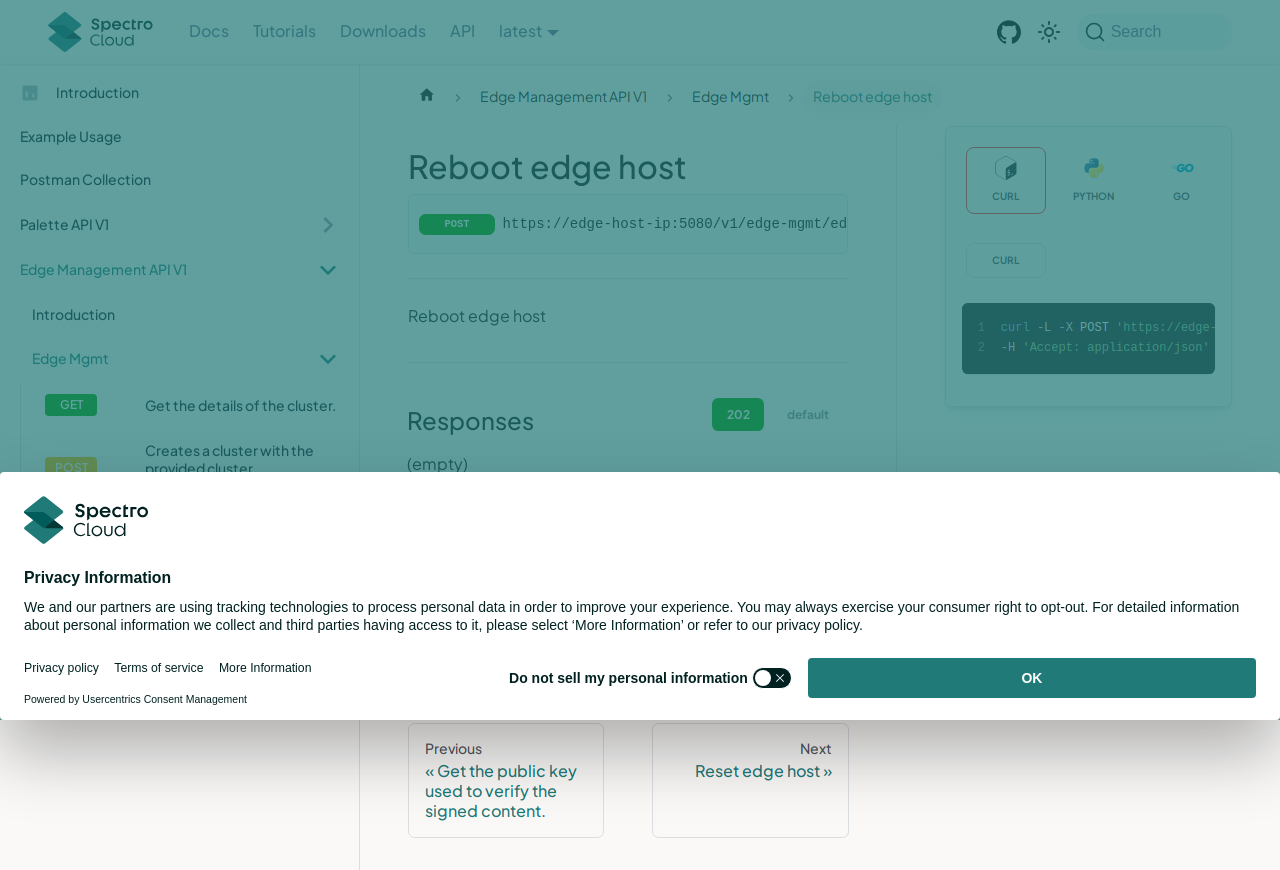 Spectro
Cloud
Docs
Tutorials
Downloads
API
latest
Search
Introduction
Example Usage
Postman Collection
Palette API V1
Edge Management API V1
Introduction
Edge Mgmt
GET
Get the details of the cluster.
POST
Creates a cluster with the
provided cluster
Edge Management API V1
Edge Mgmt
Reboot edge host
Reboot edge host
POST
https://edge-host-ip:5080/v1/edge-mgmt/ed
Reboot edge host
Responses
202
default
(empty)
CURL
PYTHON
GO
CURL
1 curl -L -X POST 'https://edge-
2 -H 'Accept: application/json'
Spectro
Cloud
Privacy Information
We and our partners are using tracking technologies to process personal data in order to improve your experience. You may always exercise your consumer right to opt-out. For detailed information
about personal information we collect and third parties having access to it, please select ‘More Information’ or refer to our privacy policy.
Privacy policy
Terms of service
More Information
Powered by Usercentrics Consent Management
Do not sell my personal information
OK
Previous
« Get the public key
used to verify the
signed content.
Next
Reset edge host »